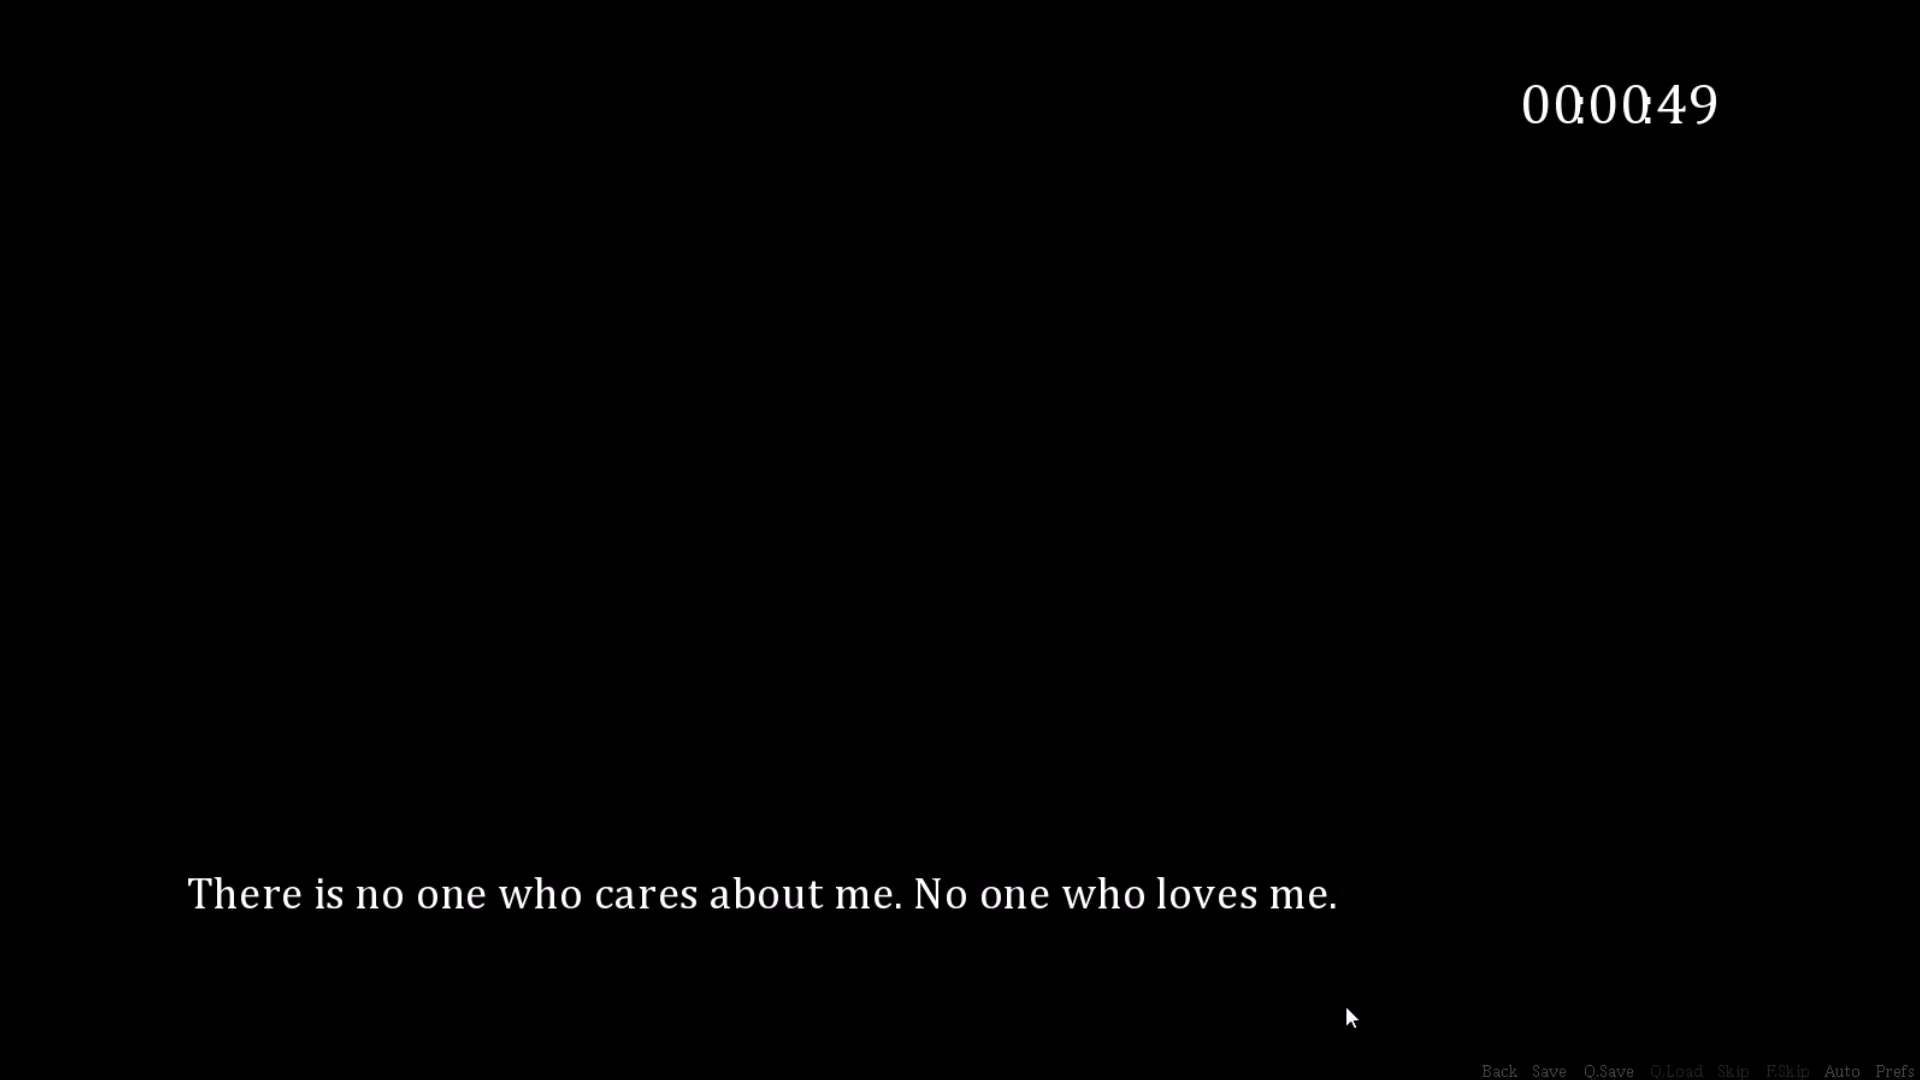 00:00:49
There is no one who cares about me. No one who loves me.
Back Save Q.Save Q.Load Skip F.Skip Auto Prefs